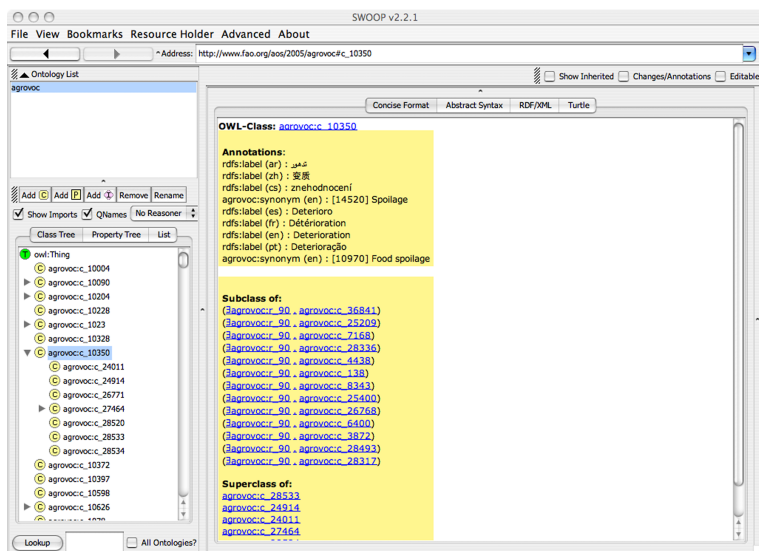 SWOOP v2.2.1
File View Bookmarks Resource Holder Advanced About
Address: http://www.fao.org/aos/2005/agrovoc#c_10350
Ontology List
agrovoc
Show Inherited Changes/Annotations Editable
Concise Format Abstract Syntax RDF/XML Turtle
OWL-Class: agrovoc:c_10350
Annotations:
rdfs:label (ar) : تدهور
rdfs:label (zh) : 变质
rdfs:label (cs) : znehodnocení
agrovoc:synonym (en) : [14520] Spoilage
rdfs:label (es) : Deterioro
rdfs:label (fr) : Détérioration
rdfs:label (en) : Deterioration
rdfs:label (pt) : Deterioração
agrovoc:synonym (en) : [10970] Food spoilage
Subclass of:
(∃agrovoc:r_90 . agrovoc:c_36841)
(∃agrovoc:r_90 . agrovoc:c_25209)
(∃agrovoc:r_90 . agrovoc:c_7168)
(∃agrovoc:r_90 . agrovoc:c_28336)
(∃agrovoc:r_90 . agrovoc:c_4438)
(∃agrovoc:r_90 . agrovoc:c_138)
(∃agrovoc:r_90 . agrovoc:c_8343)
(∃agrovoc:r_90 . agrovoc:c_25400)
(∃agrovoc:r_90 . agrovoc:c_26768)
(∃agrovoc:r_90 . agrovoc:c_6400)
(∃agrovoc:r_90 . agrovoc:c_3872)
(∃agrovoc:r_90 . agrovoc:c_28493)
(∃agrovoc:r_90 . agrovoc:c_28317)
Superclass of:
agrovoc:c_28533
agrovoc:c_24914
agrovoc:c_24011
agrovoc:c_27464
Add C Add P Add I Remove Rename
Show Imports QNames No Reasoner
Class Tree Property Tree List
T owl:Thing
C agrovoc:c_10004
C agrovoc:c_10090
C agrovoc:c_10204
C agrovoc:c_10228
C agrovoc:c_1023
C agrovoc:c_10328
C agrovoc:c_10350
C agrovoc:c_24011
C agrovoc:c_24914
C agrovoc:c_26771
C agrovoc:c_27464
C agrovoc:c_28520
C agrovoc:c_28533
C agrovoc:c_28534
C agrovoc:c_10372
C agrovoc:c_10397
C agrovoc:c_10598
C agrovoc:c_10626
Lookup All Ontologies?